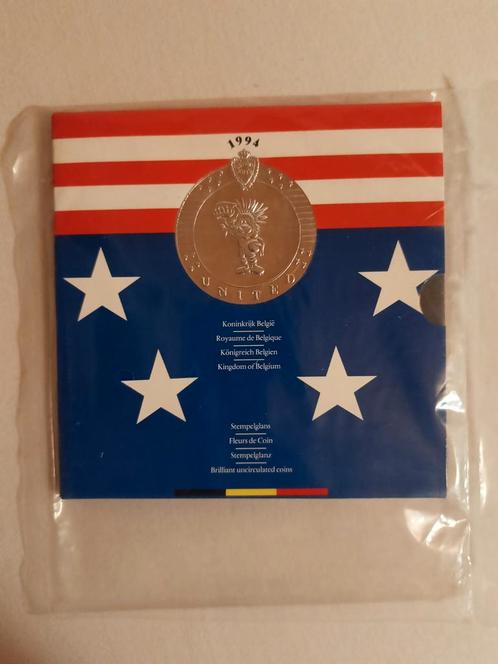 1994
UNITED
Koninkrijk België
Royaume de Belgique
Königreich Belgien
Kingdom of Belgium
Stempelglans
Fleurs de Coin
Stempelglanz
Brilliant uncirculated coins